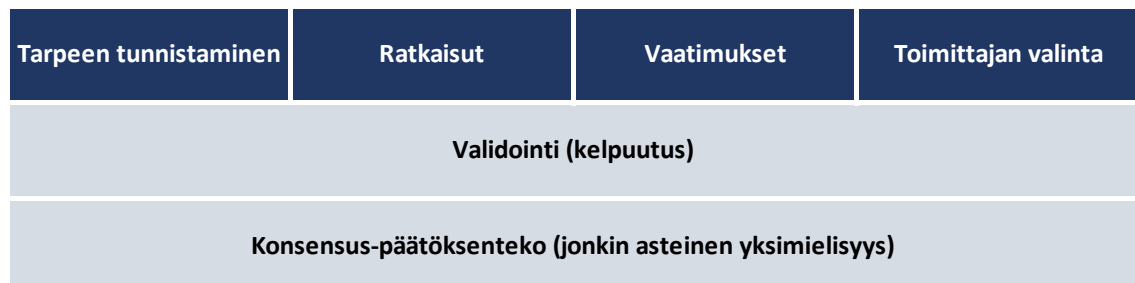 Tarpeen tunnistaminen
Ratkaisut
Vaatimukset
Toimittajan valinta
Validointi (kelpuutus)
Konsensus-päätöksenteko (jonkin asteinen yksimielisyys)